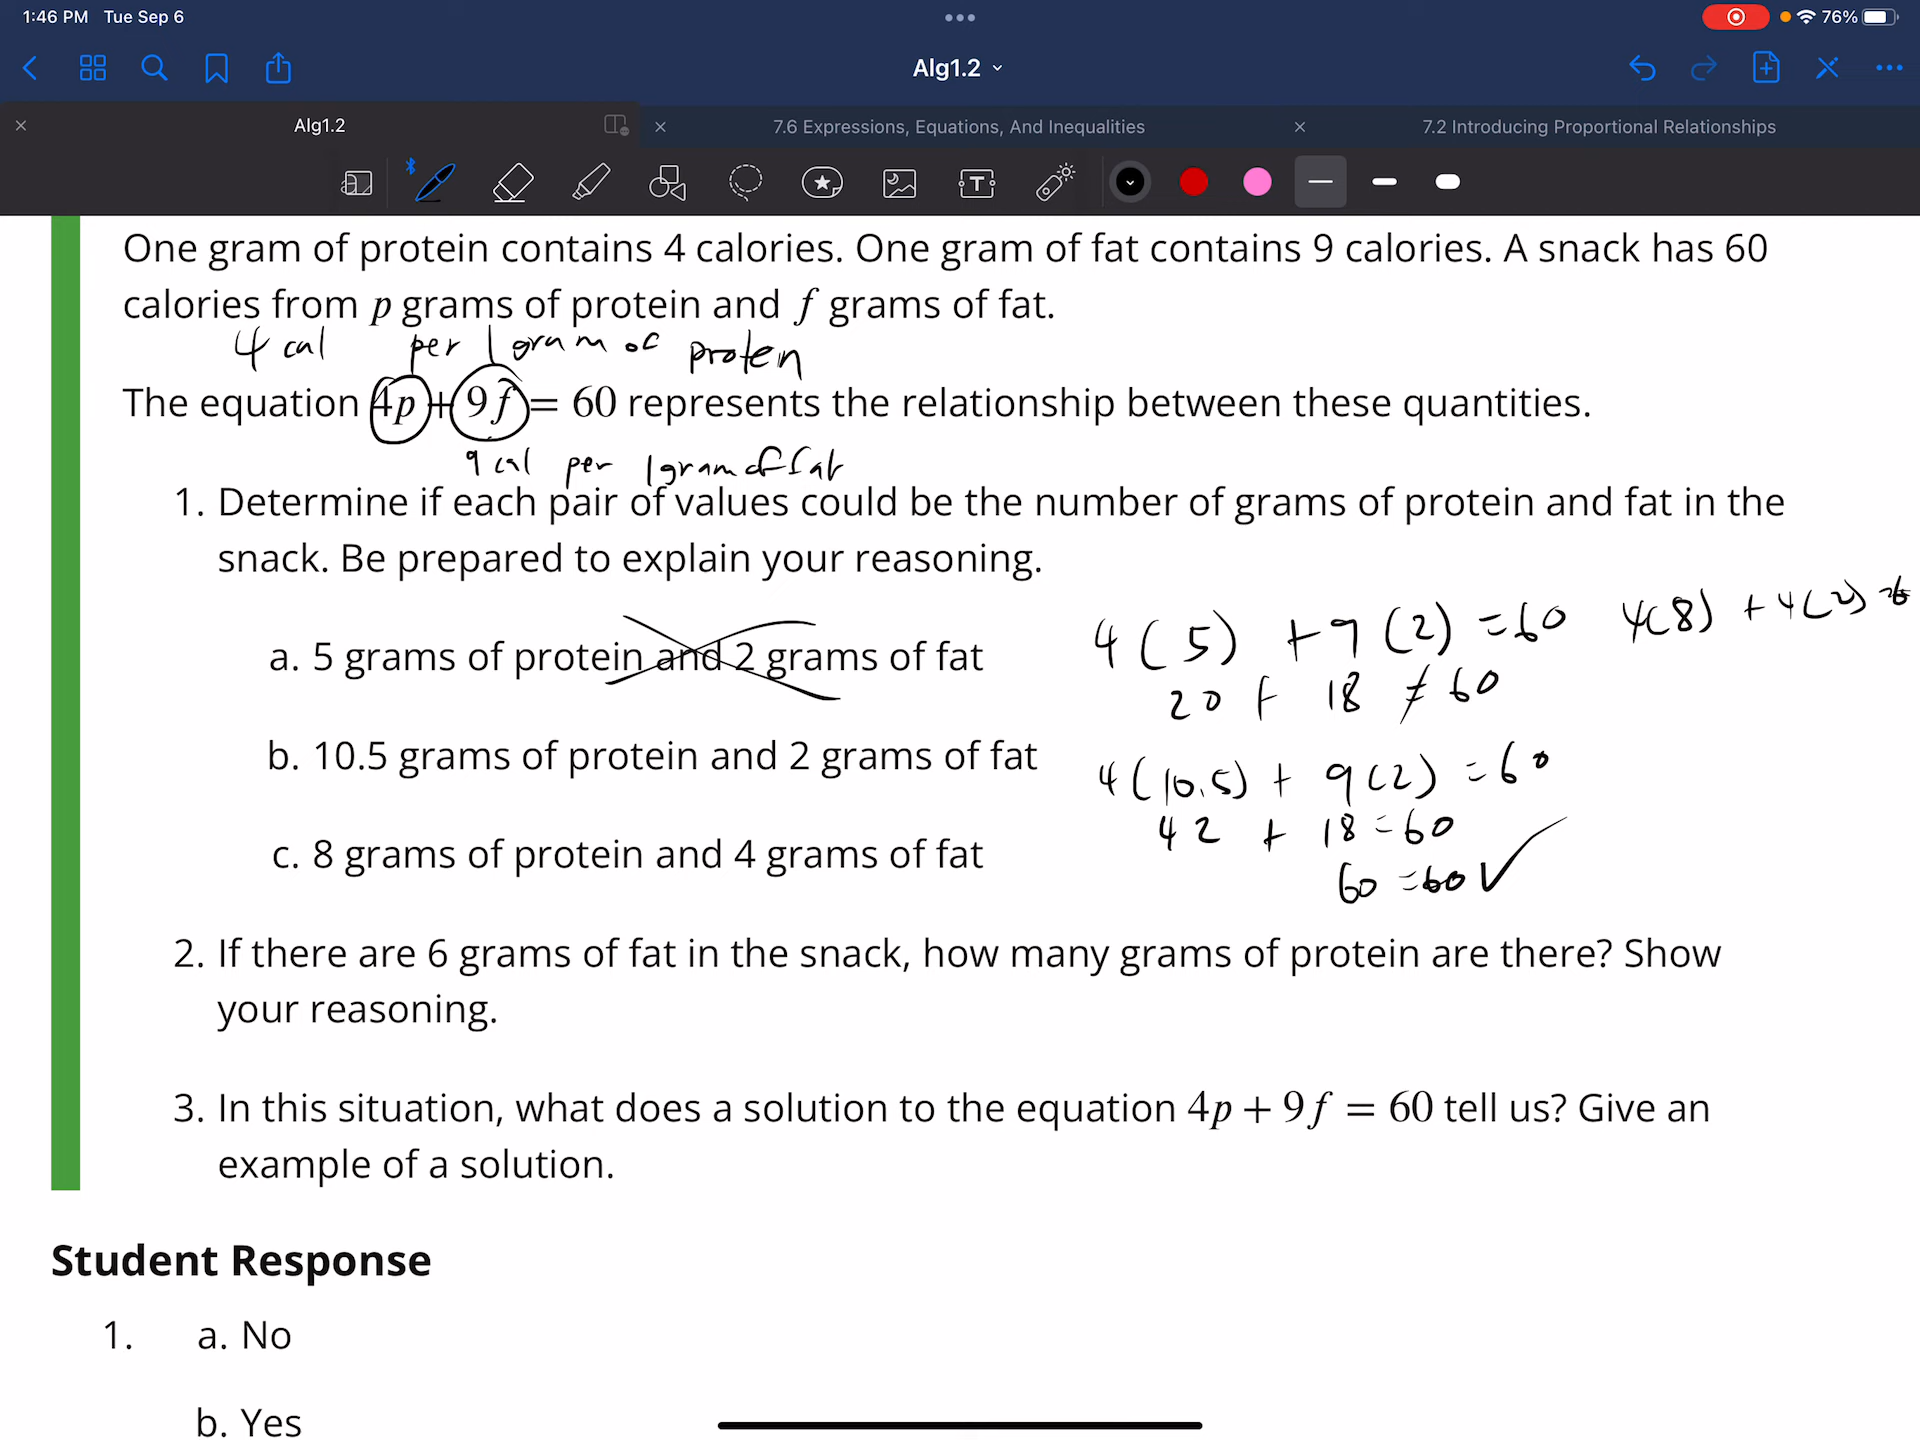 1:46 PM Tue Sep 6
76%
Alg1.2
Alg1.2
7.6 Expressions, Equations, And Inequalities
7.2 Introducing Proportional Relationships
One gram of protein contains 4 calories. One gram of fat contains 9 calories. A snack has 60
calories from p grams of protein and f grams of fat.
4 cal per 1 gram of protein
The equation 4p + 9f = 60 represents the relationship between these quantities.
9 cal per 1 gram of fat
1. Determine if each pair of values could be the number of grams of protein and fat in the
snack. Be prepared to explain your reasoning.
4(5) + 9(2) = 60
4(8) + 4(2)
a. 5 grams of protein and 2 grams of fat
20 + 18 ≠ 60
b. 10.5 grams of protein and 2 grams of fat
4(10.5) + 9(2) = 60
42 + 18 = 60
c. 8 grams of protein and 4 grams of fat
60 = 60 ✓
2. If there are 6 grams of fat in the snack, how many grams of protein are there? Show
your reasoning.
3. In this situation, what does a solution to the equation 4p + 9f = 60 tell us? Give an
example of a solution.
Student Response
1. a. No
b. Yes